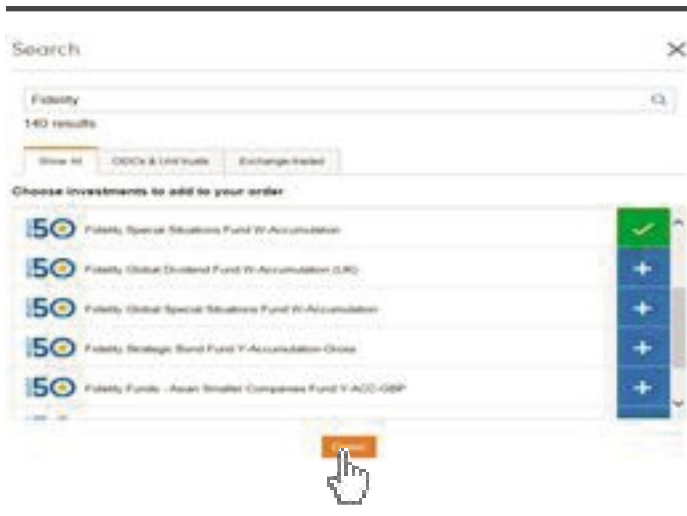 Search
Fidelity
140 results
Show All OEICs & Unit trusts Exchange-traded
Choose investments to add to your order
50 Fidelity Special Situations Fund W-Accumulation
50 Fidelity Global Dividend Fund W-Accumulation (UK)
50 Fidelity Global Special Situations Fund W-Accumulation
50 Fidelity Strategic Bond Fund Y-Accumulation-Gross
50 Fidelity Funds - Asian Smaller Companies Fund Y-ACC-GBP